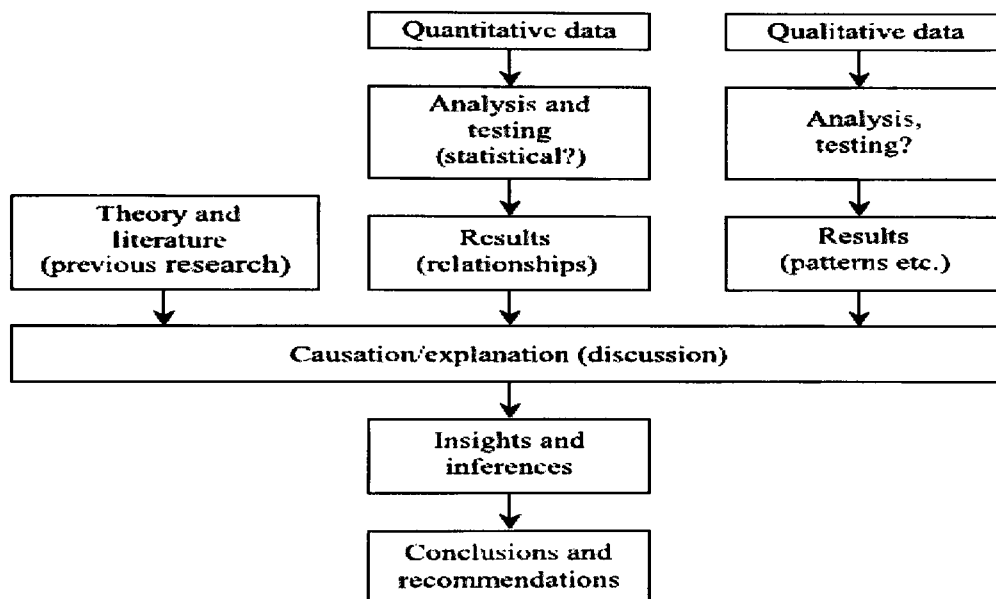 Quantitative data
Qualitative data
Analysis and
testing
(statistical?)
Analysis,
testing?
Theory and
literature
(previous research)
Results
(relationships)
Results
(patterns etc.)
Causation/explanation (discussion)
Insights and
inferences
Conclusions and
recommendations